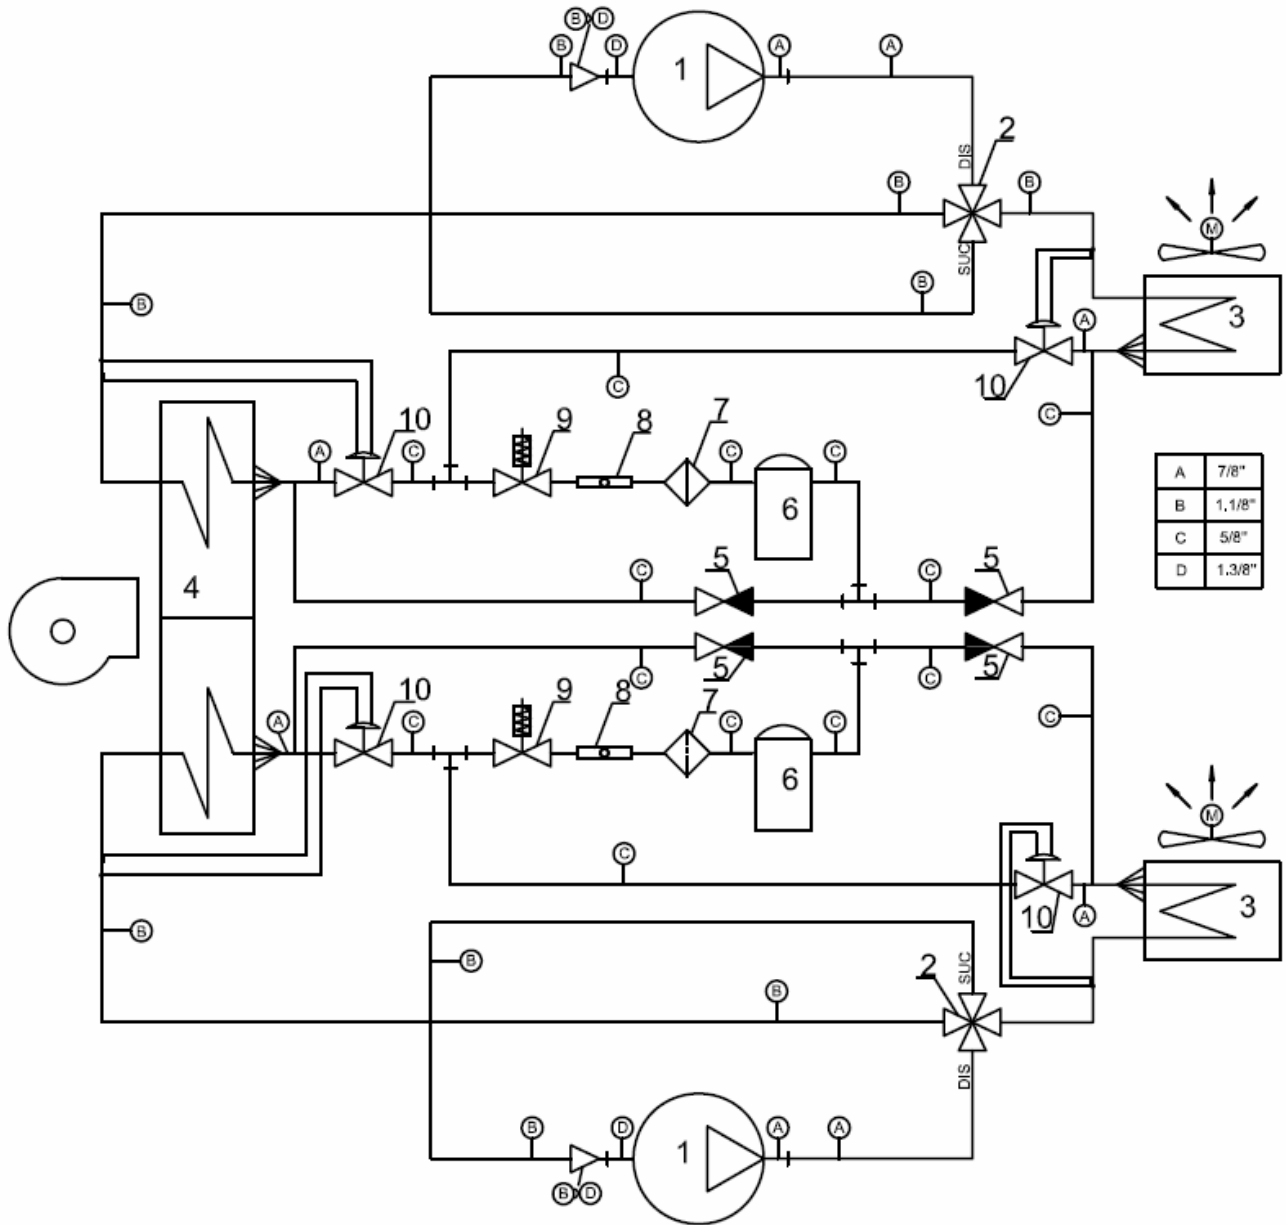 B D
B D 1 A A
2
DIS
B B
M
SUC
B B
A 3
C 10
10 9 8 7 C
A C C C
6
A 7/8"
B 1,1/8"
C 5/8"
D 1.3/8"
4 C 5 C 5
C 5 C 5
10 9 8 7
A C C C C
6
M
C
10 A 3
B B SUC
2
B
DIS
B D 1 A A
B D